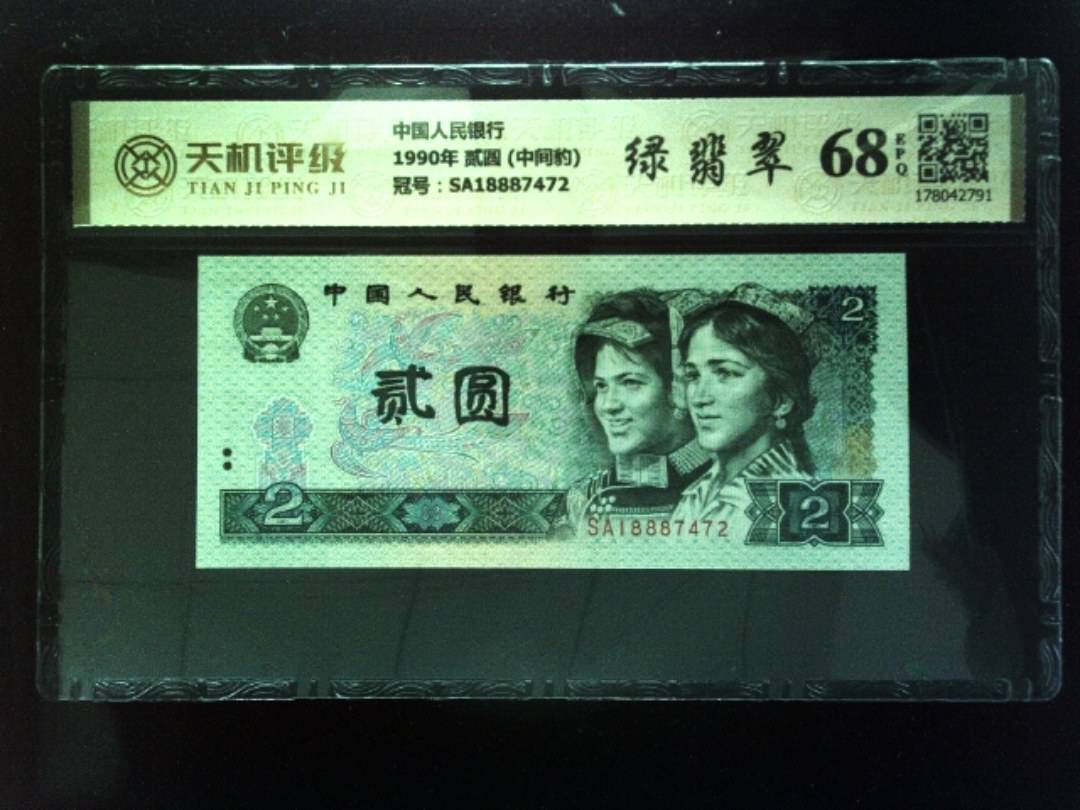 天机评级
TIAN JI PING JI
中国人民银行
1990年 贰圆 (中间豹)
冠号：SA18887472
绿翡翠
68
EPQ
178042791
中国人民银行
2
贰圆
2
SA18887472
2